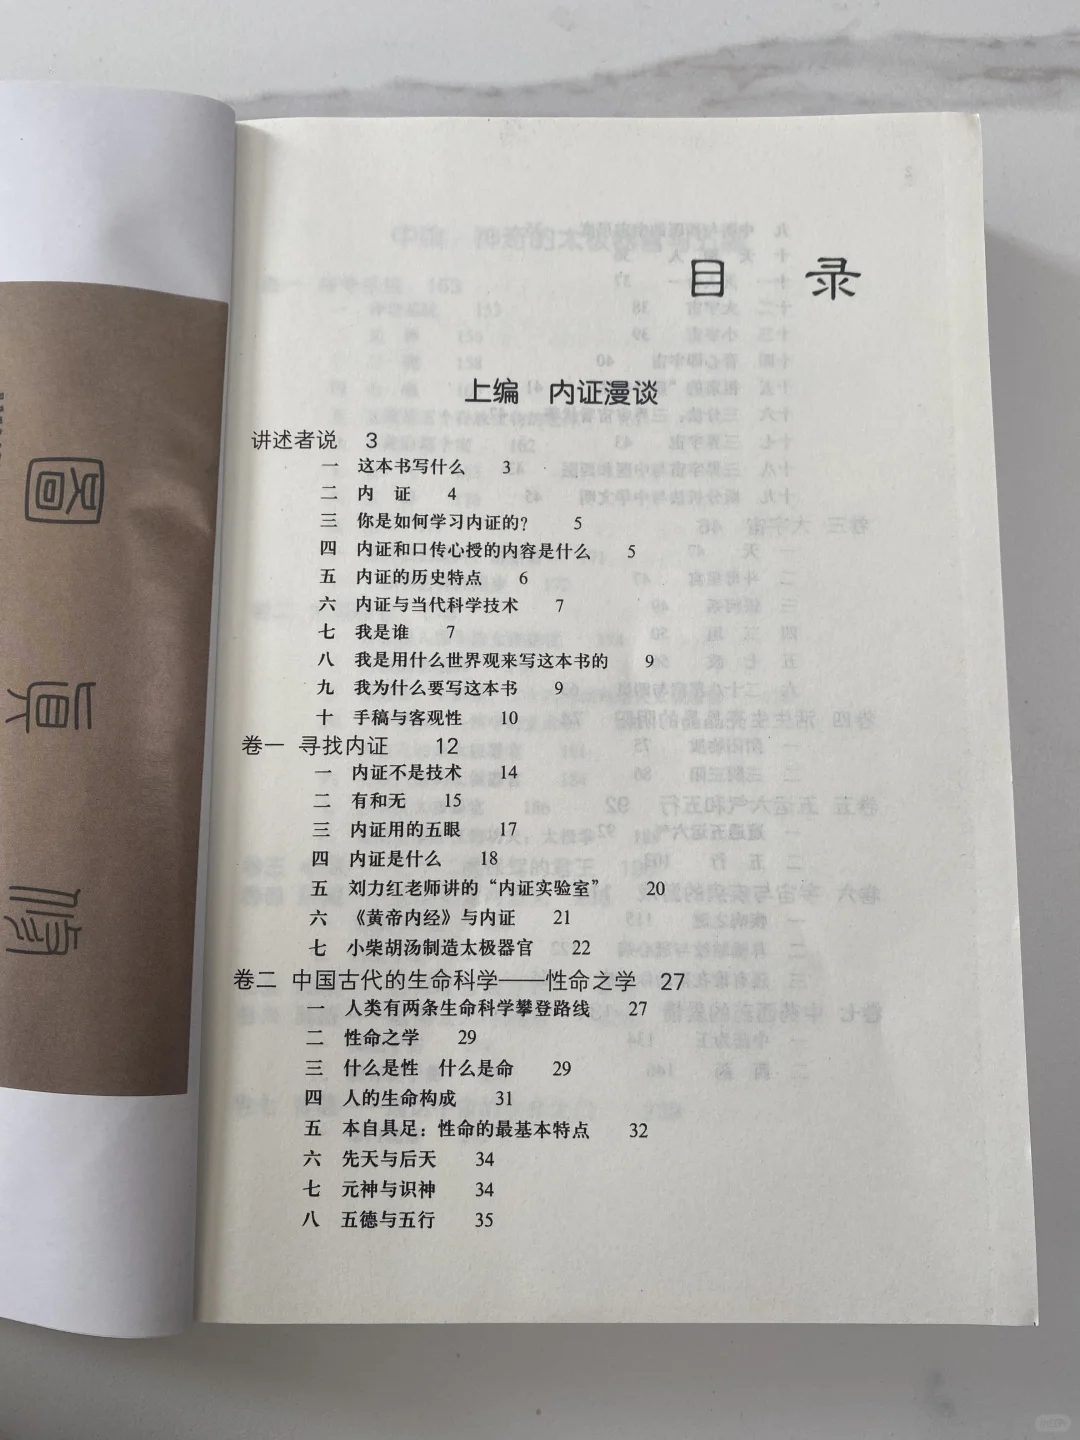 目 录
上编 内证漫谈
讲述者说 3
一 这本书写什么 3
二 内 证 4
三 你是如何学习内证的? 5
四 内证和口传心授的内容是什么 5
五 内证的历史特点 6
六 内证与当代科学技术 7
七 我是谁 7
八 我是用什么世界观来写这本书的 9
九 我为什么要写这本书 9
十 手稿与客观性 10
卷一 寻找内证 12
一 内证不是技术 14
二 有和无 15
三 内证用的五眼 17
四 内证是什么 18
五 刘力红老师讲的“内证实验室” 20
六 《黄帝内经》与内证 21
七 小柴胡汤制造太极器官 22
卷二 中国古代的生命科学——性命之学 27
一 人类有两条生命科学攀登路线 27
二 性命之学 29
三 什么是性 什么是命 29
四 人的生命构成 31
五 本自具足：性命的最基本特点 32
六 先天与后天 34
七 元神与识神 34
八 五德与五行 35